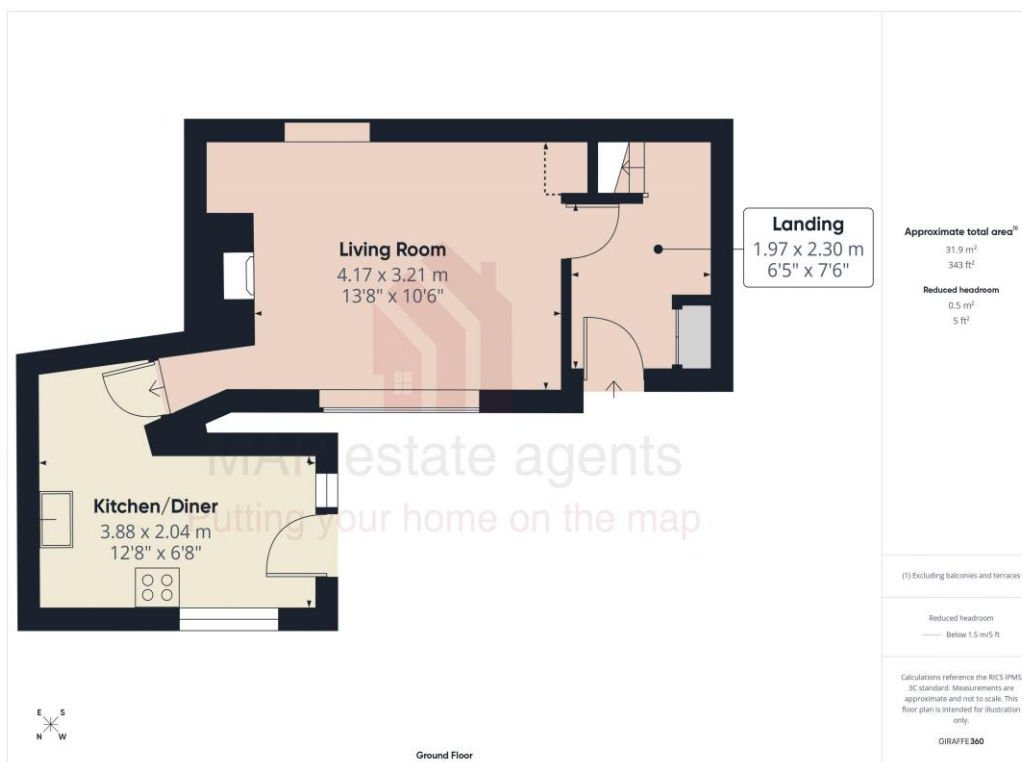 Living Room
4.17 x 3.21 m
13'8" x 10'6"
Landing
1.97 x 2.30 m
6'5" x 7'6"
Kitchen/Diner
3.88 x 2.04 m
12'8" x 6'8"
MAP estate agents
Putting your home on the map
E S
N W
Ground Floor
Approximate total area(1)
31.9 m²
343 ft²
Reduced headroom
0.5 m²
5 ft²
(1) Excluding balconies and terraces
Reduced headroom
Below 1.5 m/5 ft
Calculations reference the RICS IPMS
3C standard. Measurements are
approximate and not to scale. This
floor plan is intended for illustration
only.
GIRAFFE360